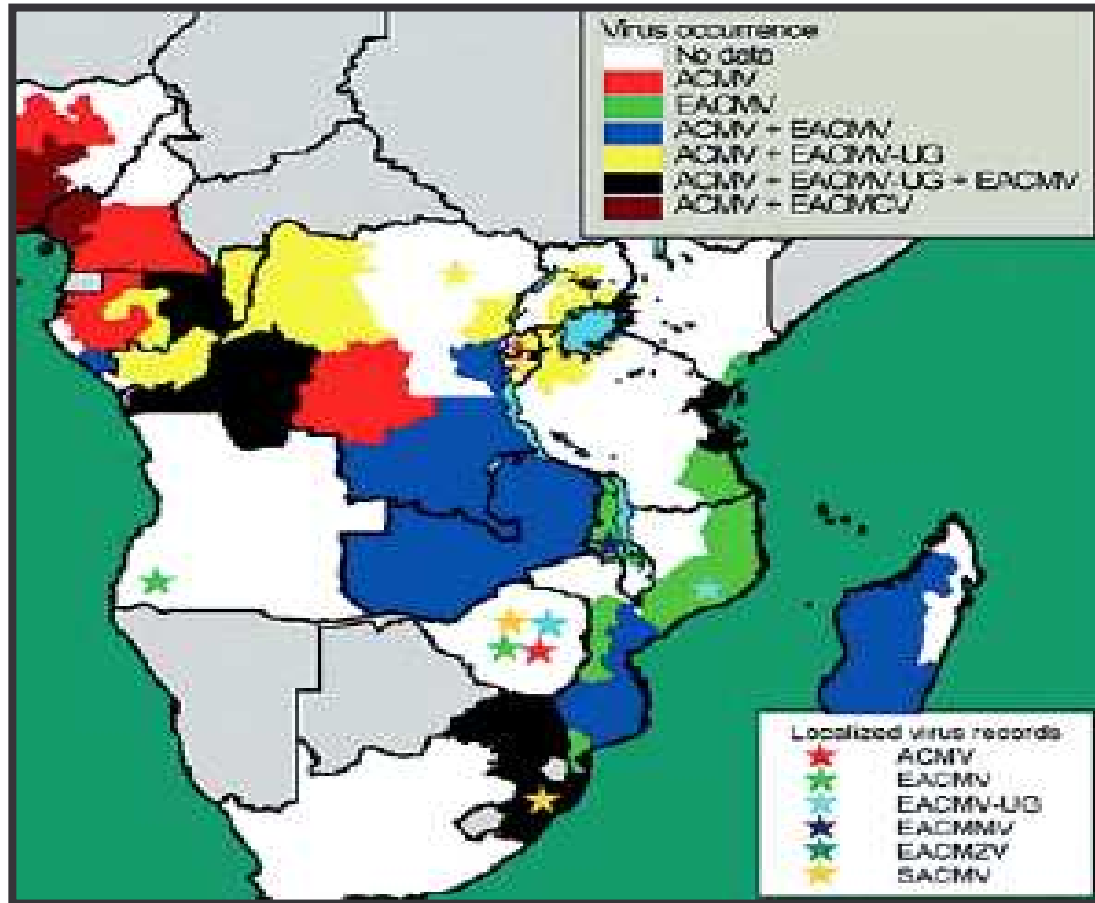 Virus occurrence
No data
ACMV
EACMV
ACMV + EACMV
ACMV + EACMV-UG
ACMV + EACMV-UG + EACMV
ACMV + EACMCV
Localized virus records
ACMV
EACMV
EACMV-UG
EACMMV
EACMZV
SACMV